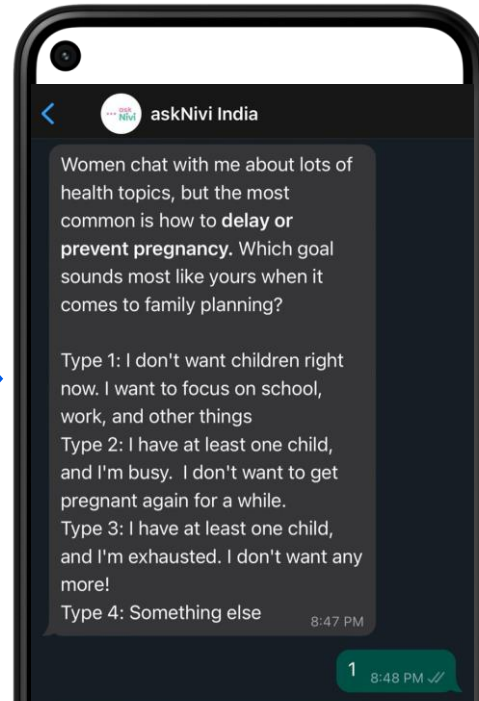 ask
Nivi
askNivi India
Women chat with me about lots of
health topics, but the most
common is how to delay or
prevent pregnancy. Which goal
sounds most like yours when it
comes to family planning?
Type 1: I don't want children right
now. I want to focus on school,
work, and other things
Type 2: I have at least one child,
and I'm busy.  I don't want to get
pregnant again for a while.
Type 3: I have at least one child,
and I'm exhausted. I don't want any
more!
Type 4: Something else
8:47 PM
1
8:48 PM